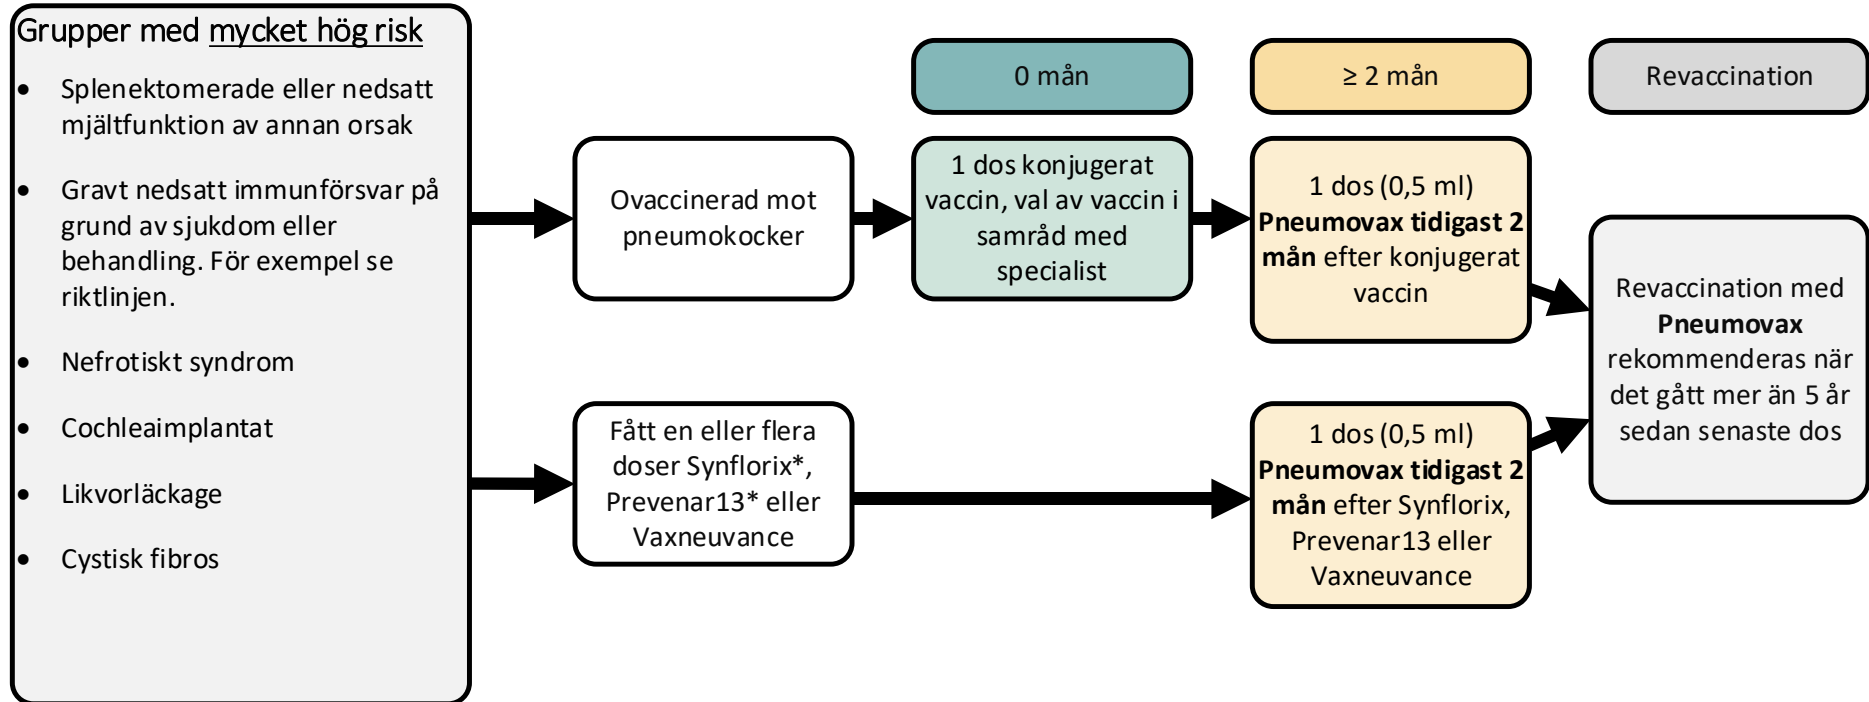 Grupper med mycket hög risk
• Splenektomerade eller nedsatt
mjältfunktion av annan orsak
• Gravt nedsatt immunförsvar på
grund av sjukdom eller
behandling. För exempel se
riktlinjen.
• Nefrotiskt syndrom
• Cochleaimplantat
• Likvorläckage
• Cystisk fibros
0 mån
≥ 2 mån
Revaccination
Ovaccinerad mot
pneumokocker
1 dos konjugerat
vaccin, val av vaccin i
samråd med
specialist
1 dos (0,5 ml)
Pneumovax tidigast 2
mån efter konjugerat
vaccin
Fått en eller flera
doser Synflorix*,
Prevenar13* eller
Vaxneuvance
1 dos (0,5 ml)
Pneumovax tidigast 2
mån efter Synflorix,
Prevenar13 eller
Vaxneuvance
Revaccination med
Pneumovax
rekommenderas när
det gått mer än 5 år
sedan senaste dos